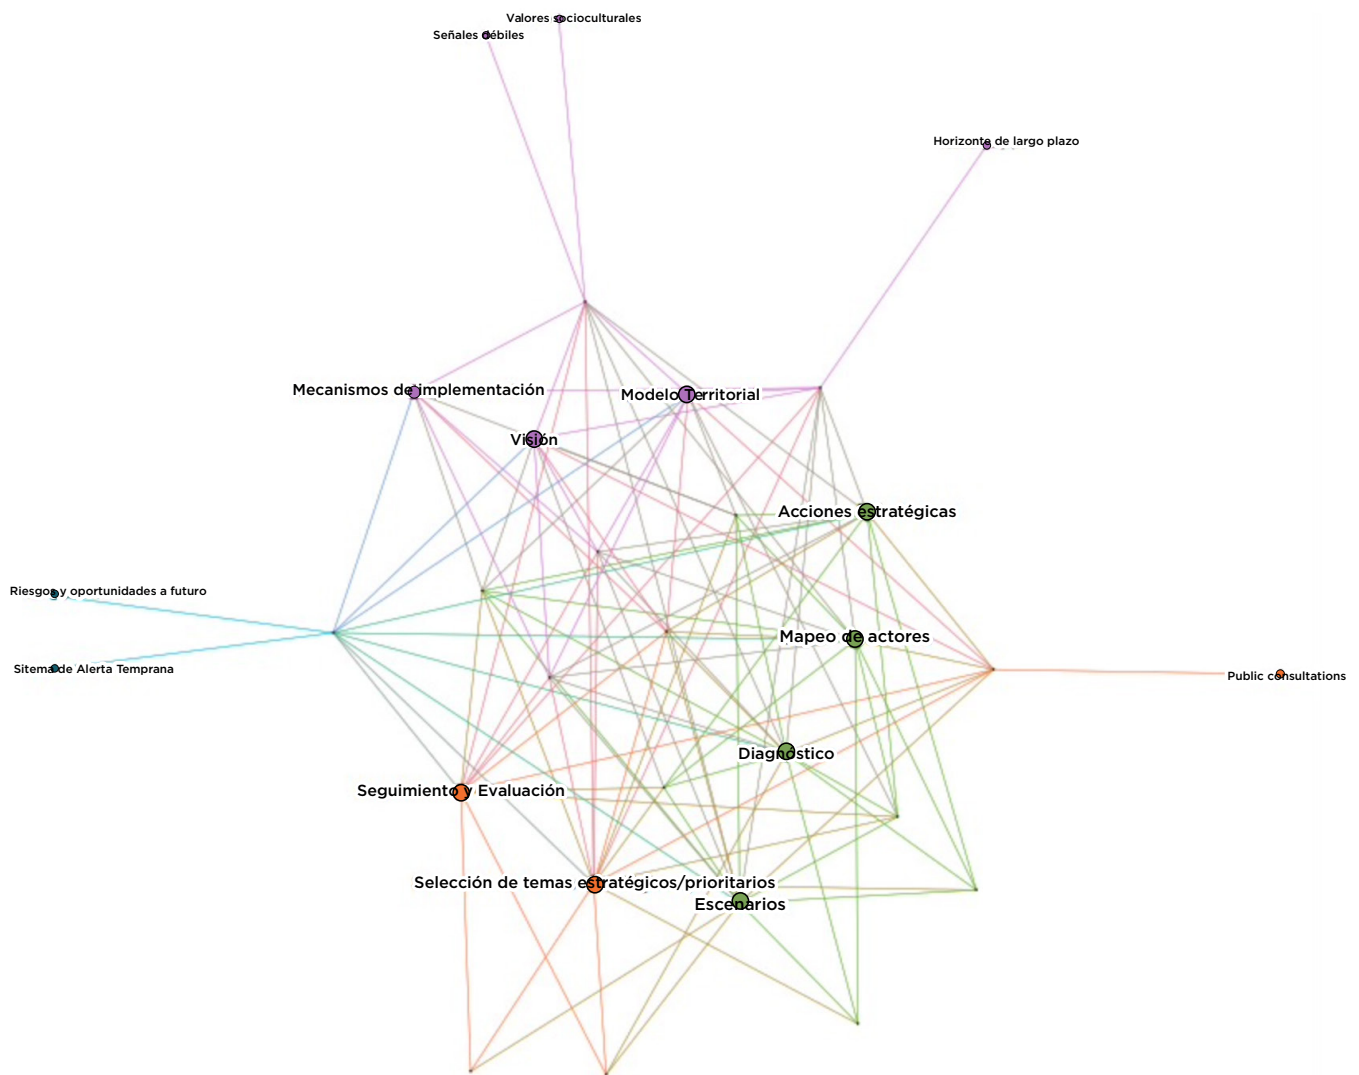 Valores socioculturales
Señales débiles
Horizonte de largo plazo
Mecanismos de implementación
Modelo Territorial
Visión
Acciones estratégicas
Riesgos y oportunidades a futuro
Mapeo de actores
Sitema de Alerta Temprana
Public consultations
Diagnóstico
Seguimiento y Evaluación
Selección de temas estratégicos/prioritarios
Escenarios